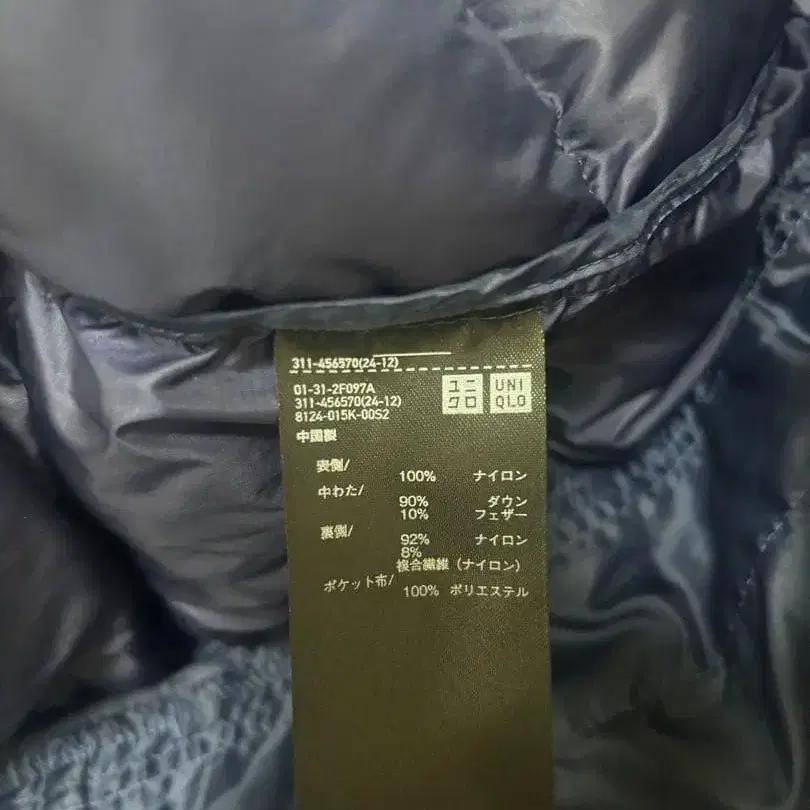 311-456570(24-12)
01-31-2F097A
311-456570(24-12)
8124-015K-00S2
ユニ
クロ
UNI
QLO
中国製
表側/
100% ナイロン
中わた/
90% ダウン
10% フェザー
裏側/
92% ナイロン
8%
複合繊維（ナイロン）
ポケット布/
100% ポリエステル